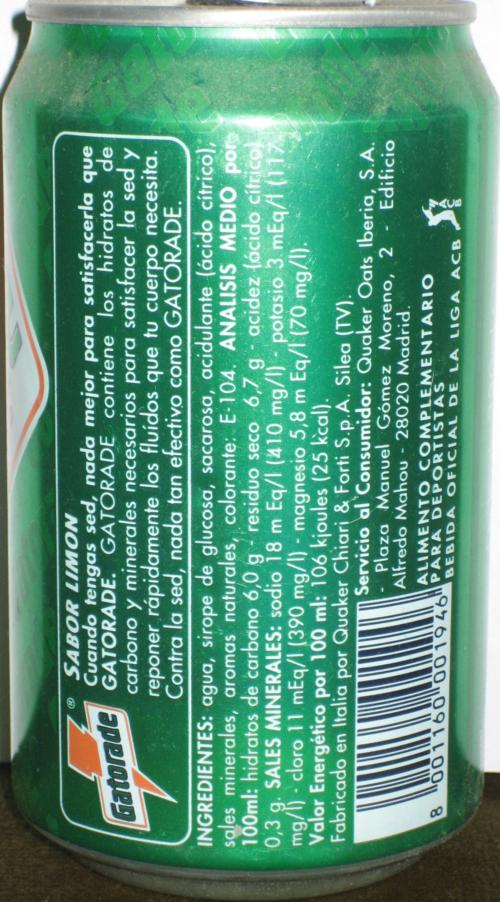 Gatorade ®
SABOR LIMON
Cuando tengas sed, nada mejor para satisfacerla que
GATORADE. GATORADE contiene los hidratos de
carbono y minerales necesarios para satisfacer la sed y
reponer rápidamente los fluidos que tu cuerpo necesita.
Contra la sed, nada tan efectivo como GATORADE.
INGREDIENTES: agua, sirope de glucosa, sacarosa, acidulante (ácido cítrico),
sales minerales, aromas naturales, colorante: E-104. ANALISIS MEDIO por
100ml: hidratos de carbono 6,0 g - residuo seco 6,7 g - acidez (ácido cítrico)
0,3 g. SALES MINERALES: sodio 18 m Eq/l (410 mg/l) - potasio 3 mEq/l (117
mg/l) - cloro 11 mEq/l (390 mg/l) - magnesio 5,8 m Eq/l (70 mg/l).
Valor Energético por 100 ml: 106 kjoules (25 kcal).
Fabricado en Italia por Quaker Chiari & Forti S.p.A. Silea (TV).
Servicio al Consumidor: Quaker Oats Iberia, S.A.
- Plaza Manuel Gómez Moreno, 2 - Edificio
Alfredo Mahou - 28020 Madrid.
ALIMENTO COMPLEMENTARIO
PARA DEPORTISTAS
BEBIDA OFICIAL DE LA LIGA ACB
ACB
8 001160 001946